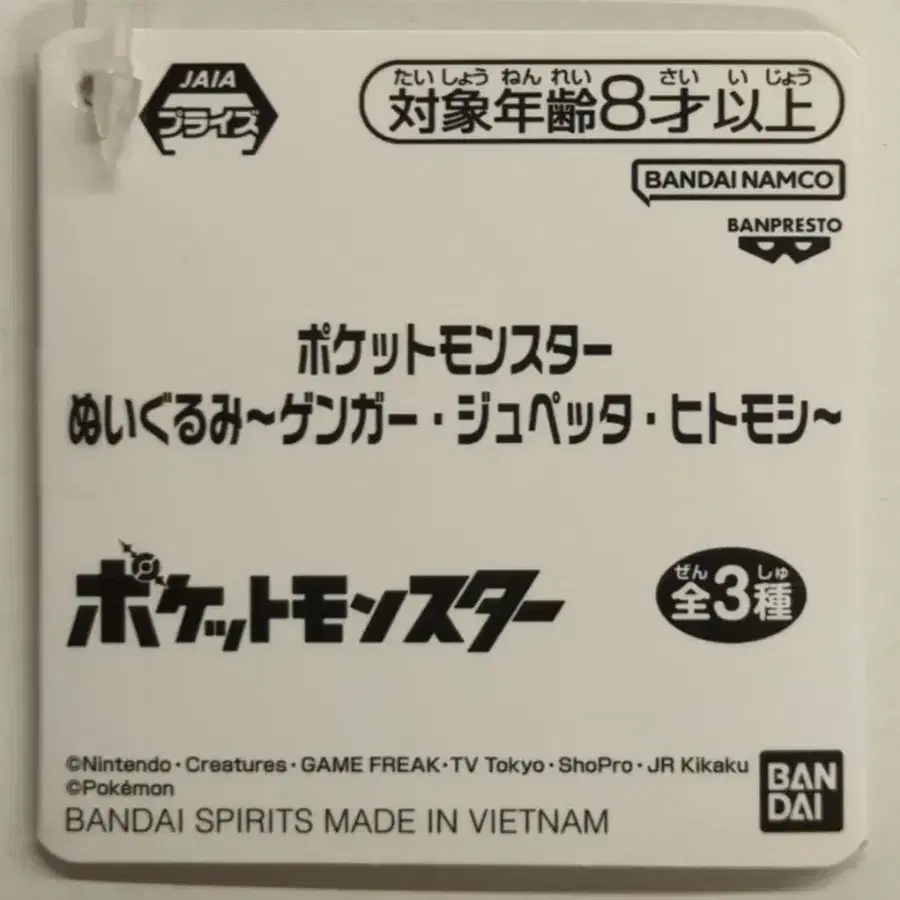 JAIA
プライズ
たいしょうねんれい さいいじょう
対象年齢8才以上
BANDAI NAMCO
BANPRESTO
ポケットモンスター
ぬいぐるみ~ゲンガー・ジュペッタ・ヒトモシ~
ポケットモンスター
ぜん しゅ
全3種
©Nintendo・Creatures・GAME FREAK・TV Tokyo・ShoPro・JR Kikaku
©Pokémon
BANDAI SPIRITS MADE IN VIETNAM
BAN
DAI